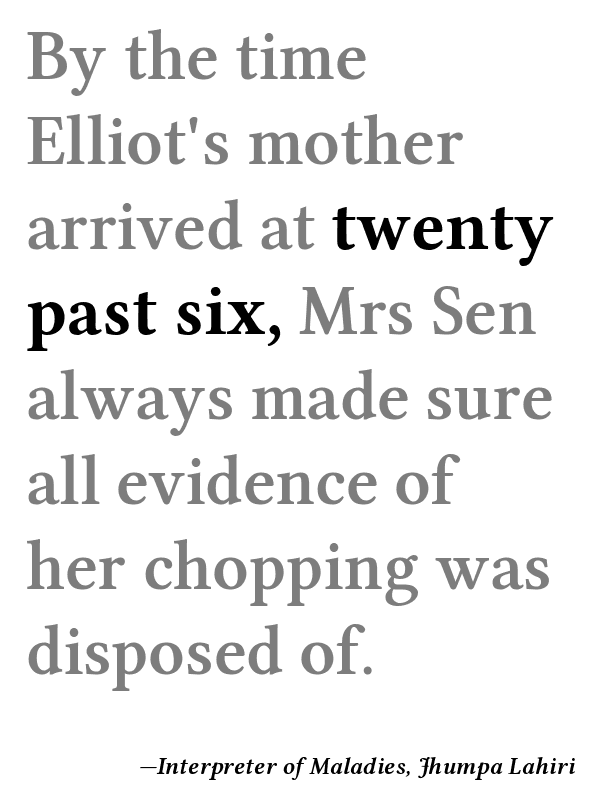 By the time
Elliot's mother
arrived at twenty
past six, Mrs Sen
always made sure
all evidence of
her chopping was
disposed of.
—Interpreter of Maladies, Jhumpa Lahiri